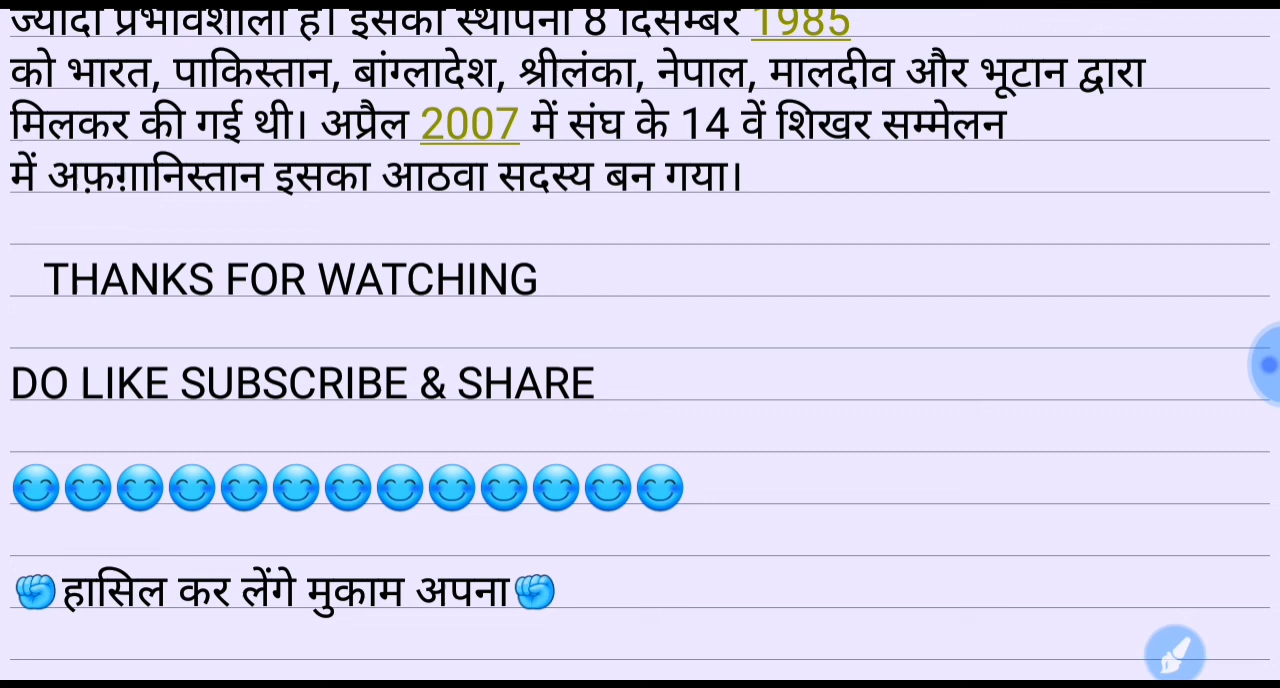 ज्यादा प्रभावशाली है। इसकी स्थापना 8 दिसम्बर 1985
को भारत, पाकिस्तान, बांग्लादेश, श्रीलंका, नेपाल, मालदीव और भूटान द्वारा
मिलकर की गई थी। अप्रैल 2007 में संघ के 14 वें शिखर सम्मेलन
में अफ़ग़ानिस्तान इसका आठवा सदस्य बन गया।
THANKS FOR WATCHING
DO LIKE SUBSCRIBE & SHARE
😊😊😊😊😊😊😊😊😊😊😊😊😊
✊हासिल कर लेंगे मुकाम अपना✊